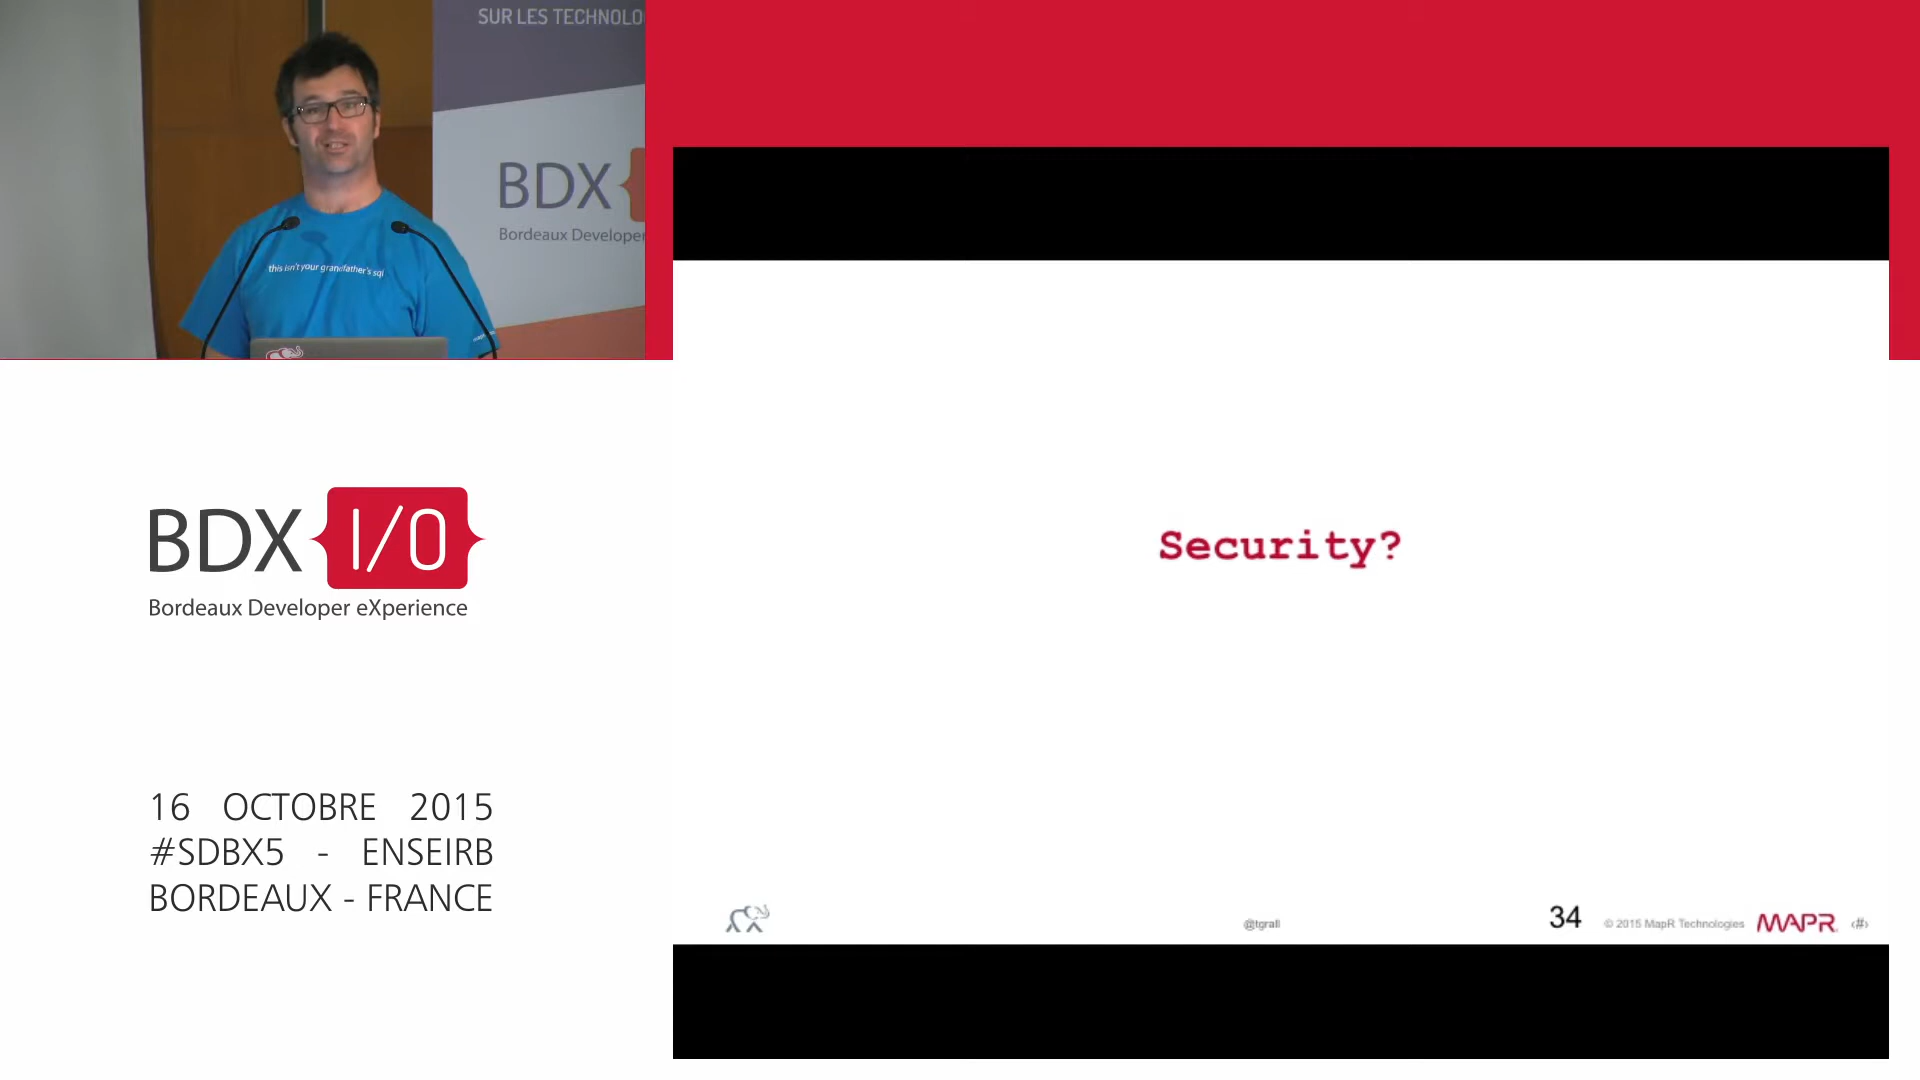 SUR LES TECHNOLO
BDX
Bordeaux Developer
this isn't your grandfather's sql
BDX I/O
Bordeaux Developer eXperience
16 OCTOBRE 2015
#SDBX5 - ENSEIRB
BORDEAUX - FRANCE
Security?
@tgrall
34
© 2015 MapR Technologies
MAPR
‹#›